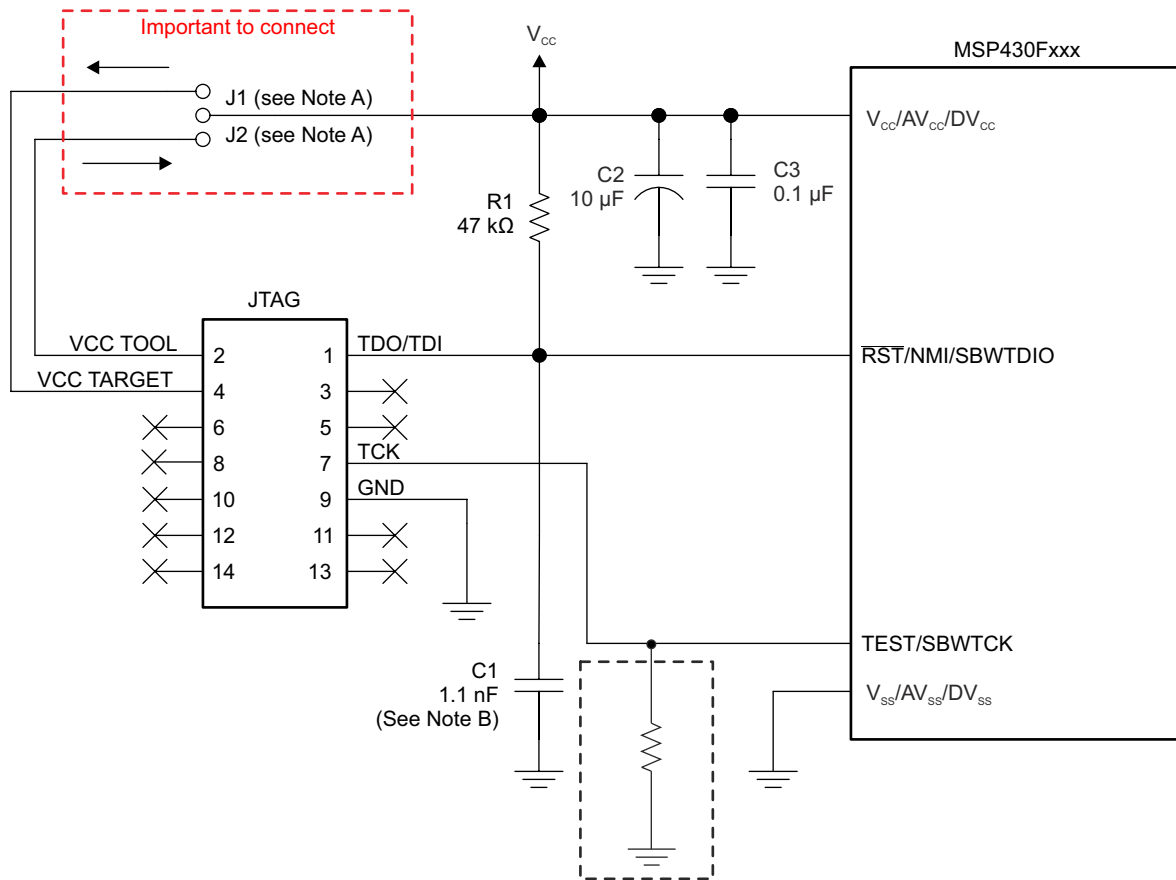 Important to connect
J1 (see Note A)
J2 (see Note A)
VCC
MSP430Fxxx
VCC/AVCC/DVCC
C2
10 µF
C3
0.1 µF
R1
47 kΩ
JTAG
VCC TOOL
VCC TARGET
2
4
6
8
10
12
14
1
3
5
7
9
11
13
TDO/TDI
TCK
GND
RST/NMI/SBWTDIO
C1
1.1 nF
(See Note B)
TEST/SBWTCK
VSS/AVSS/DVSS